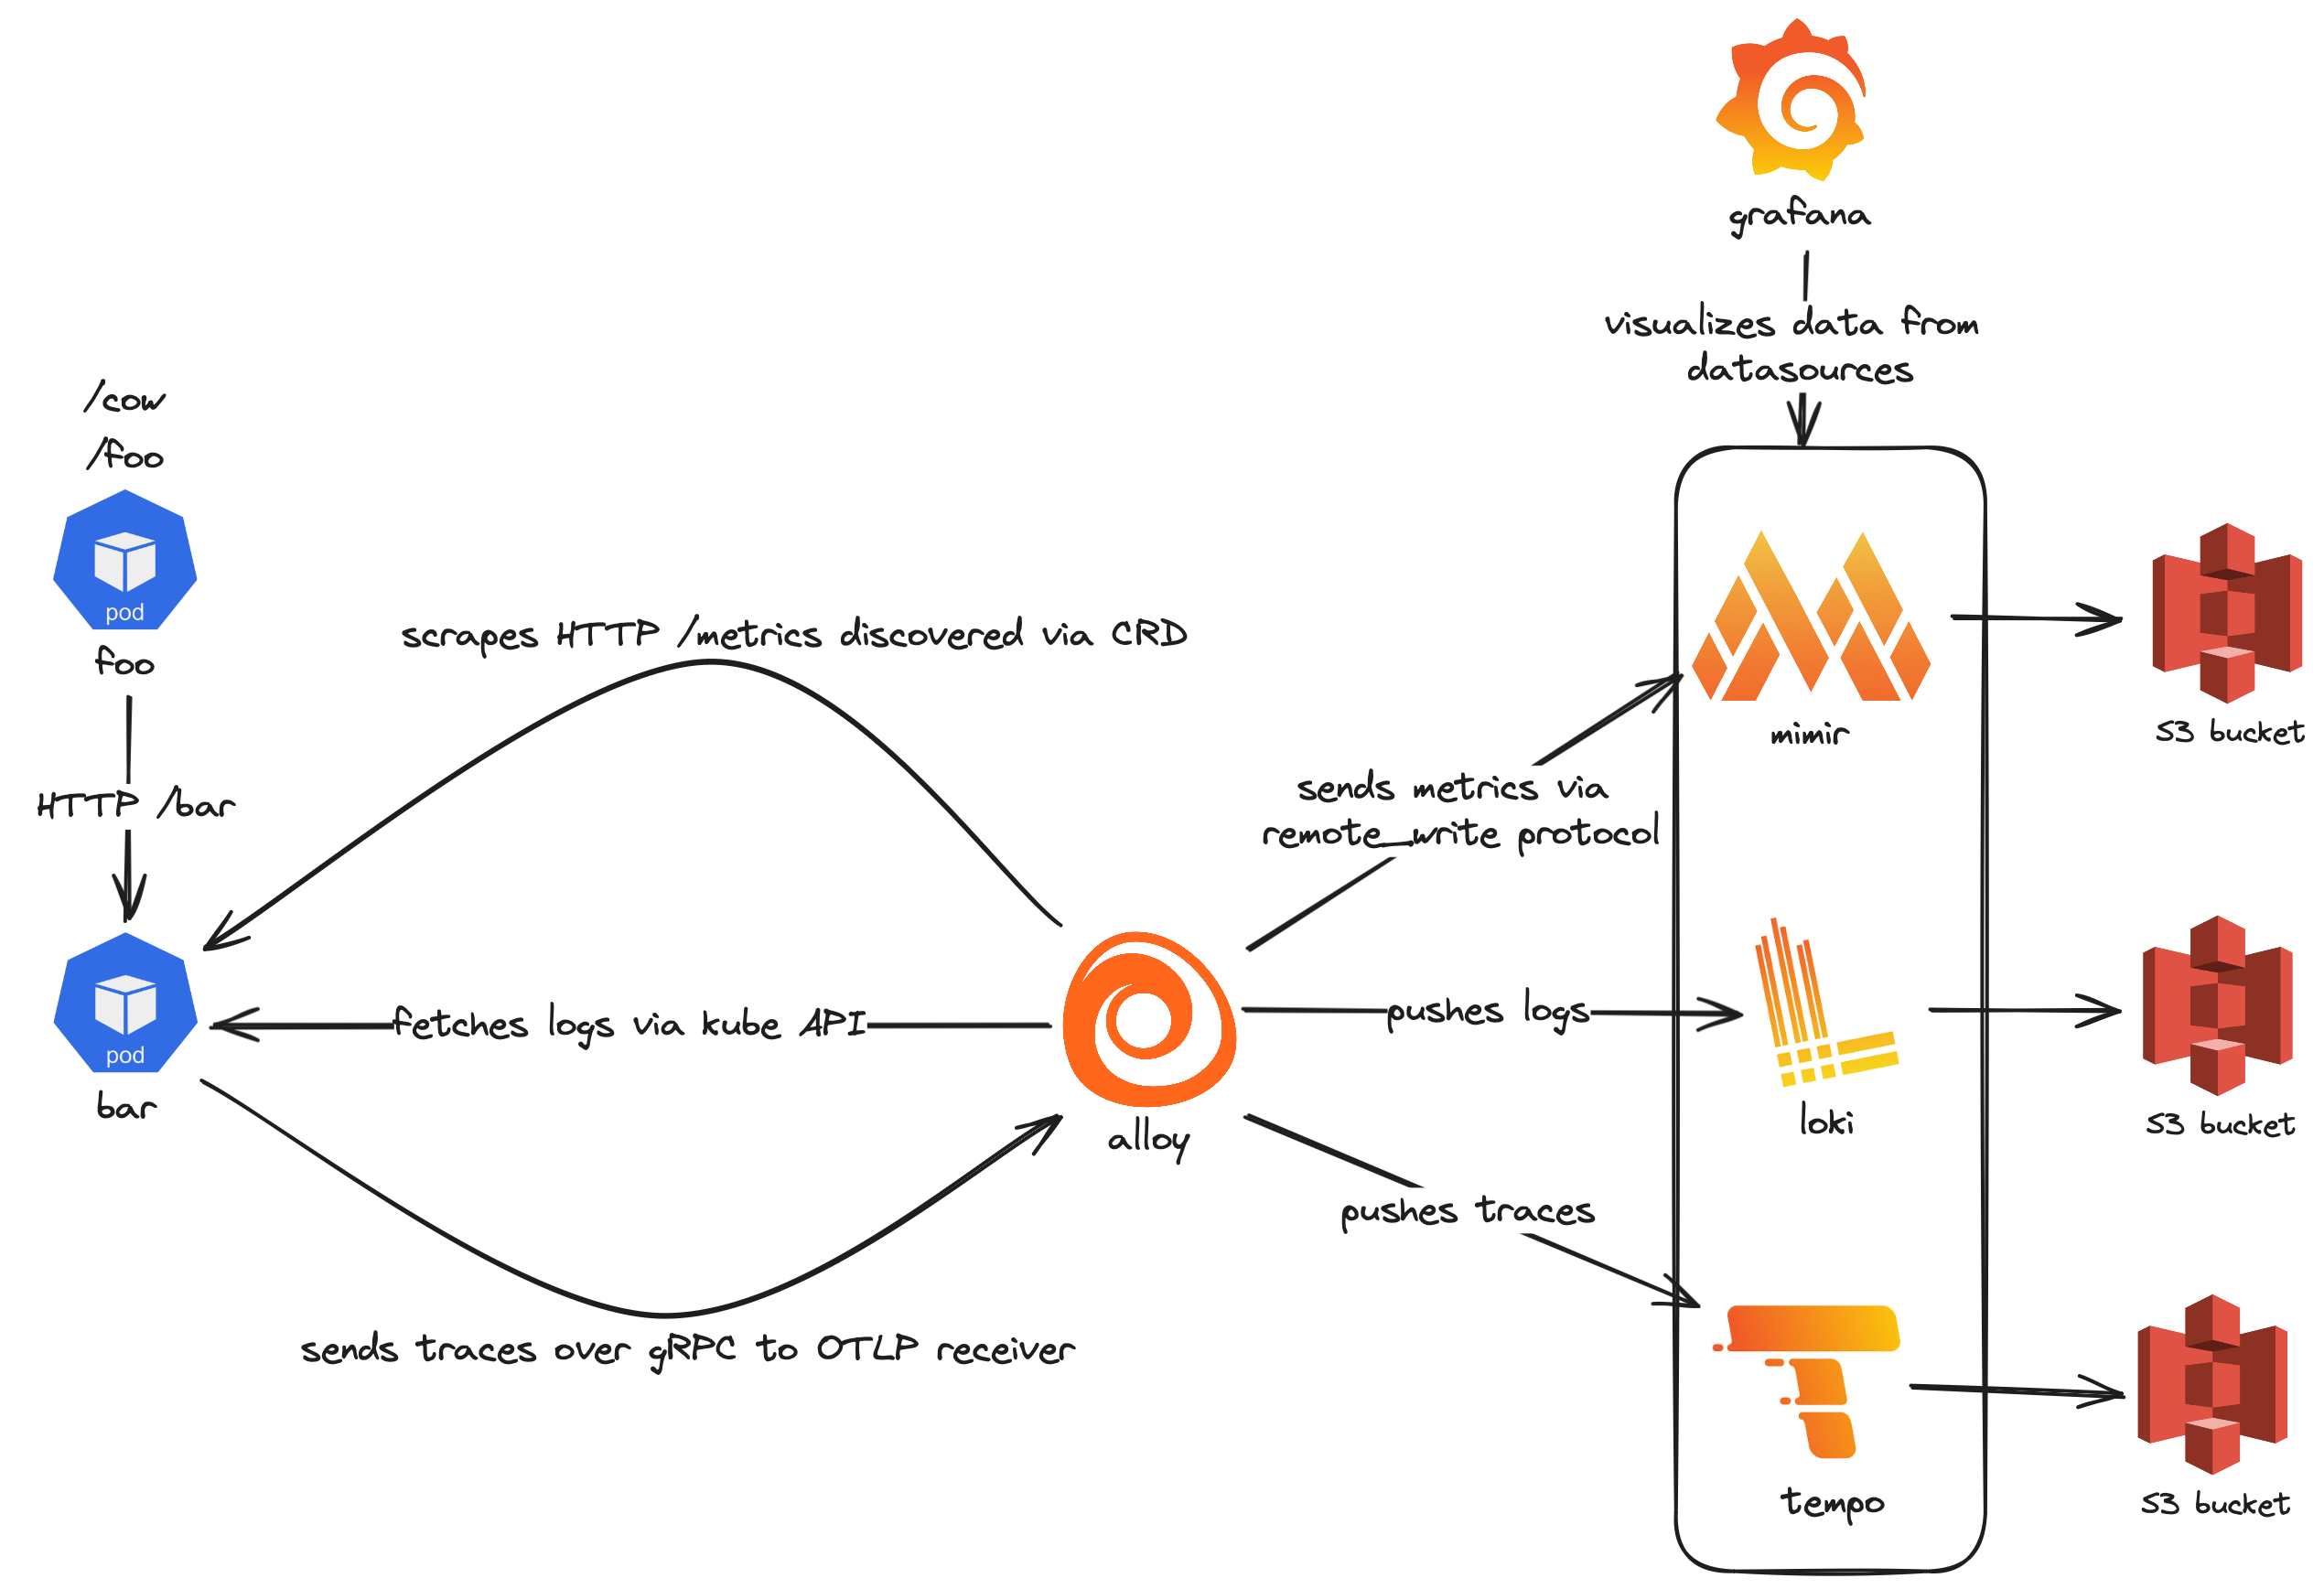 grafana
visualizes data from
datasources
/cow
/foo
pod
foo
HTTP /bar
pod
bar
scrapes HTTP /metrics discovered via CRD
fetches logs via kube API
sends traces over gRPC to OTLP receiver
alloy
sends metrics via
remote_write protocol
pushes logs
pushes traces
mimir
loki
tempo
S3 bucket
S3 bucket
S3 bucket